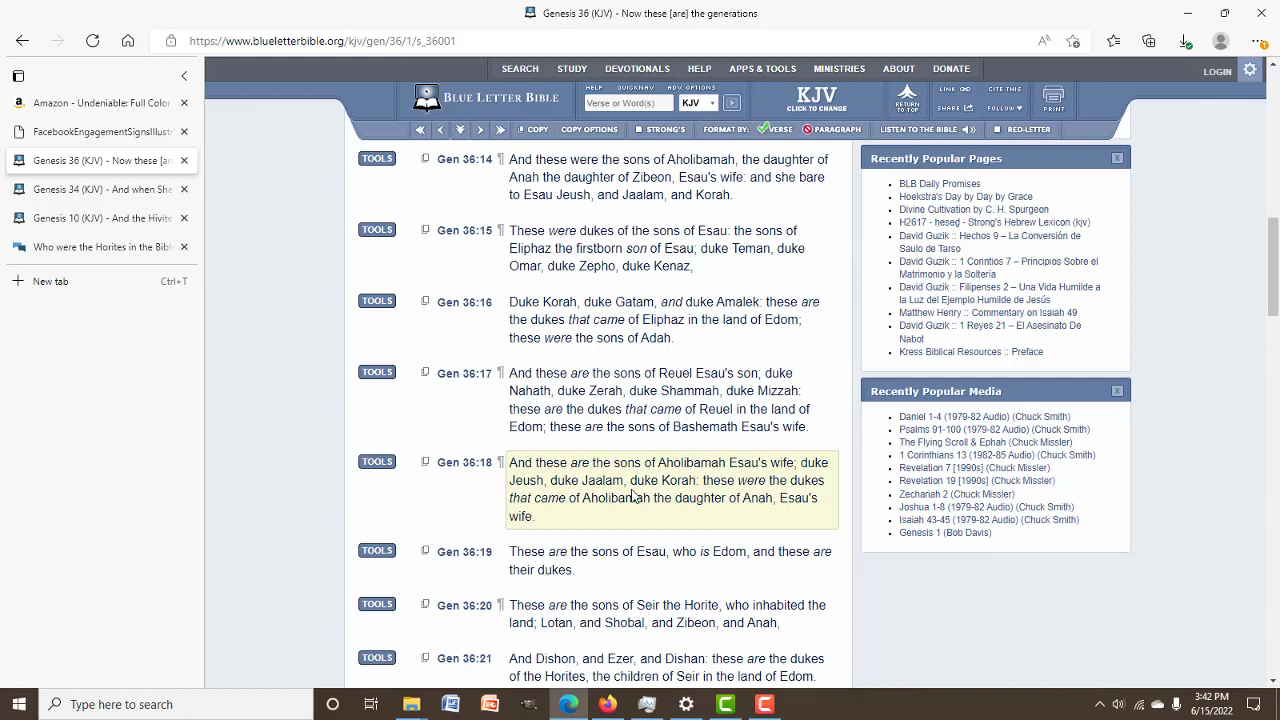 Genesis 36 (KJV) - Now these [are] the generations
https://www.blueletterbible.org/kjv/gen/36/1/s_36001
Amazon - Undeniable: Full Color
FacebookEngagementSignsIllust
Genesis 36 (KJV) - Now these [are]
Genesis 34 (KJV) - And when She
Genesis 10 (KJV) - And the Hivite
Who were the Horites in the Bible
New tab Ctrl+T
SEARCH STUDY DEVOTIONALS HELP APPS & TOOLS MINISTRIES ABOUT DONATE LOGIN
BLUE LETTER BIBLE
HELP QUICKNAV ADV. OPTIONS
Verse or Word(s) KJV
KJV
CLICK TO CHANGE
RETURN
TO TOP
LINK CITE THIS
SHARE FOLLOW
PRINT
COPY COPY OPTIONS STRONG'S FORMAT BY: VERSE PARAGRAPH LISTEN TO THE BIBLE RED-LETTER
TOOLS Gen 36:14 ¶ And these were the sons of Aholibamah, the daughter of
Anah the daughter of Zibeon, Esau's wife: and she bare
to Esau Jeush, and Jaalam, and Korah.
TOOLS Gen 36:15 ¶ These were dukes of the sons of Esau: the sons of
Eliphaz the firstborn son of Esau; duke Teman, duke
Omar, duke Zepho, duke Kenaz,
TOOLS Gen 36:16 Duke Korah, duke Gatam, and duke Amalek: these are
the dukes that came of Eliphaz in the land of Edom;
these were the sons of Adah.
TOOLS Gen 36:17 ¶ And these are the sons of Reuel Esau's son; duke
Nahath, duke Zerah, duke Shammah, duke Mizzah:
these are the dukes that came of Reuel in the land of
Edom; these are the sons of Bashemath Esau's wife.
TOOLS Gen 36:18 ¶ And these are the sons of Aholibamah Esau's wife; duke
Jeush, duke Jaalam, duke Korah: these were the dukes
that came of Aholibamah the daughter of Anah, Esau's
wife.
TOOLS Gen 36:19 ¶ These are the sons of Esau, who is Edom, and these are
their dukes.
TOOLS Gen 36:20 ¶ These are the sons of Seir the Horite, who inhabited the
land; Lotan, and Shobal, and Zibeon, and Anah,
TOOLS Gen 36:21 And Dishon, and Ezer, and Dishan: these are the dukes
of the Horites, the children of Seir in the land of Edom.
Recently Popular Pages
BLB Daily Promises
Hoekstra's Day by Day by Grace
Divine Cultivation by C. H. Spurgeon
H2617 - hesed - Strong's Hebrew Lexicon (kjv)
David Guzik :: Hechos 9 – La Conversión de
Saulo de Tarso
David Guzik :: 1 Corintios 7 – Principios Sobre el
Matrimonio y la Soltería
David Guzik :: Filipenses 2 – Una Vida Humilde a
la Luz del Ejemplo Humilde de Jesús
Matthew Henry :: Commentary on Isaiah 49
David Guzik :: 1 Reyes 21 – El Asesinato De
Nabot
Kress Biblical Resources :: Preface
Recently Popular Media
Daniel 1-4 (1979-82 Audio) (Chuck Smith)
Psalms 91-100 (1979-82 Audio) (Chuck Smith)
The Flying Scroll & Ephah (Chuck Missler)
1 Corinthians 13 (1982-85 Audio) (Chuck Smith)
Revelation 7 [1990s] (Chuck Missler)
Revelation 19 [1990s] (Chuck Missler)
Zechariah 2 (Chuck Missler)
Joshua 1-8 (1979-82 Audio) (Chuck Smith)
Isaiah 43-45 (1979-82 Audio) (Chuck Smith)
Genesis 1 (Bob Davis)
Type here to search
3:42 PM
6/15/2022